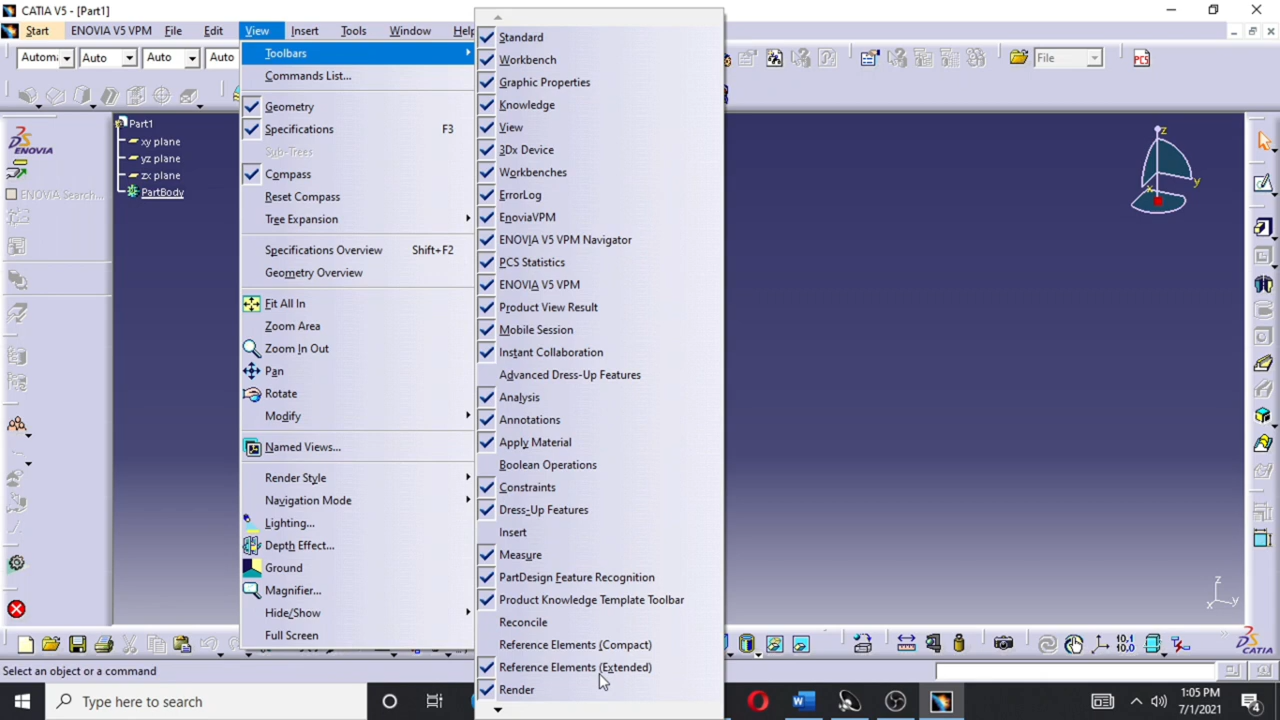 CATIA V5 - [Part1]
Start ENOVIA V5 VPM File Edit View Insert Tools Window Help
Automa Auto Auto Auto
File
PCS
ENOVIA
ENOVIA Search...
Part1
xy plane
yz plane
zx plane
PartBody
Toolbars
Commands List...
Geometry
Specifications F3
Sub-Trees
Compass
Reset Compass
Tree Expansion
Specifications Overview Shift+F2
Geometry Overview
Fit All In
Zoom Area
Zoom In Out
Pan
Rotate
Modify
Named Views...
Render Style
Navigation Mode
Lighting...
Depth Effect...
Ground
Magnifier...
Hide/Show
Full Screen
Standard
Workbench
Graphic Properties
Knowledge
View
3Dx Device
Workbenches
ErrorLog
EnoviaVPM
ENOVIA V5 VPM Navigator
PCS Statistics
ENOVIA V5 VPM
Product View Result
Mobile Session
Instant Collaboration
Advanced Dress-Up Features
Analysis
Annotations
Apply Material
Boolean Operations
Constraints
Dress-Up Features
Insert
Measure
PartDesign Feature Recognition
Product Knowledge Template Toolbar
Reconcile
Reference Elements (Compact)
Reference Elements (Extended)
Render
z
y
x
z
x y
10.1
CATIA
Select an object or a command
Type here to search
1:05 PM
7/1/2021
4